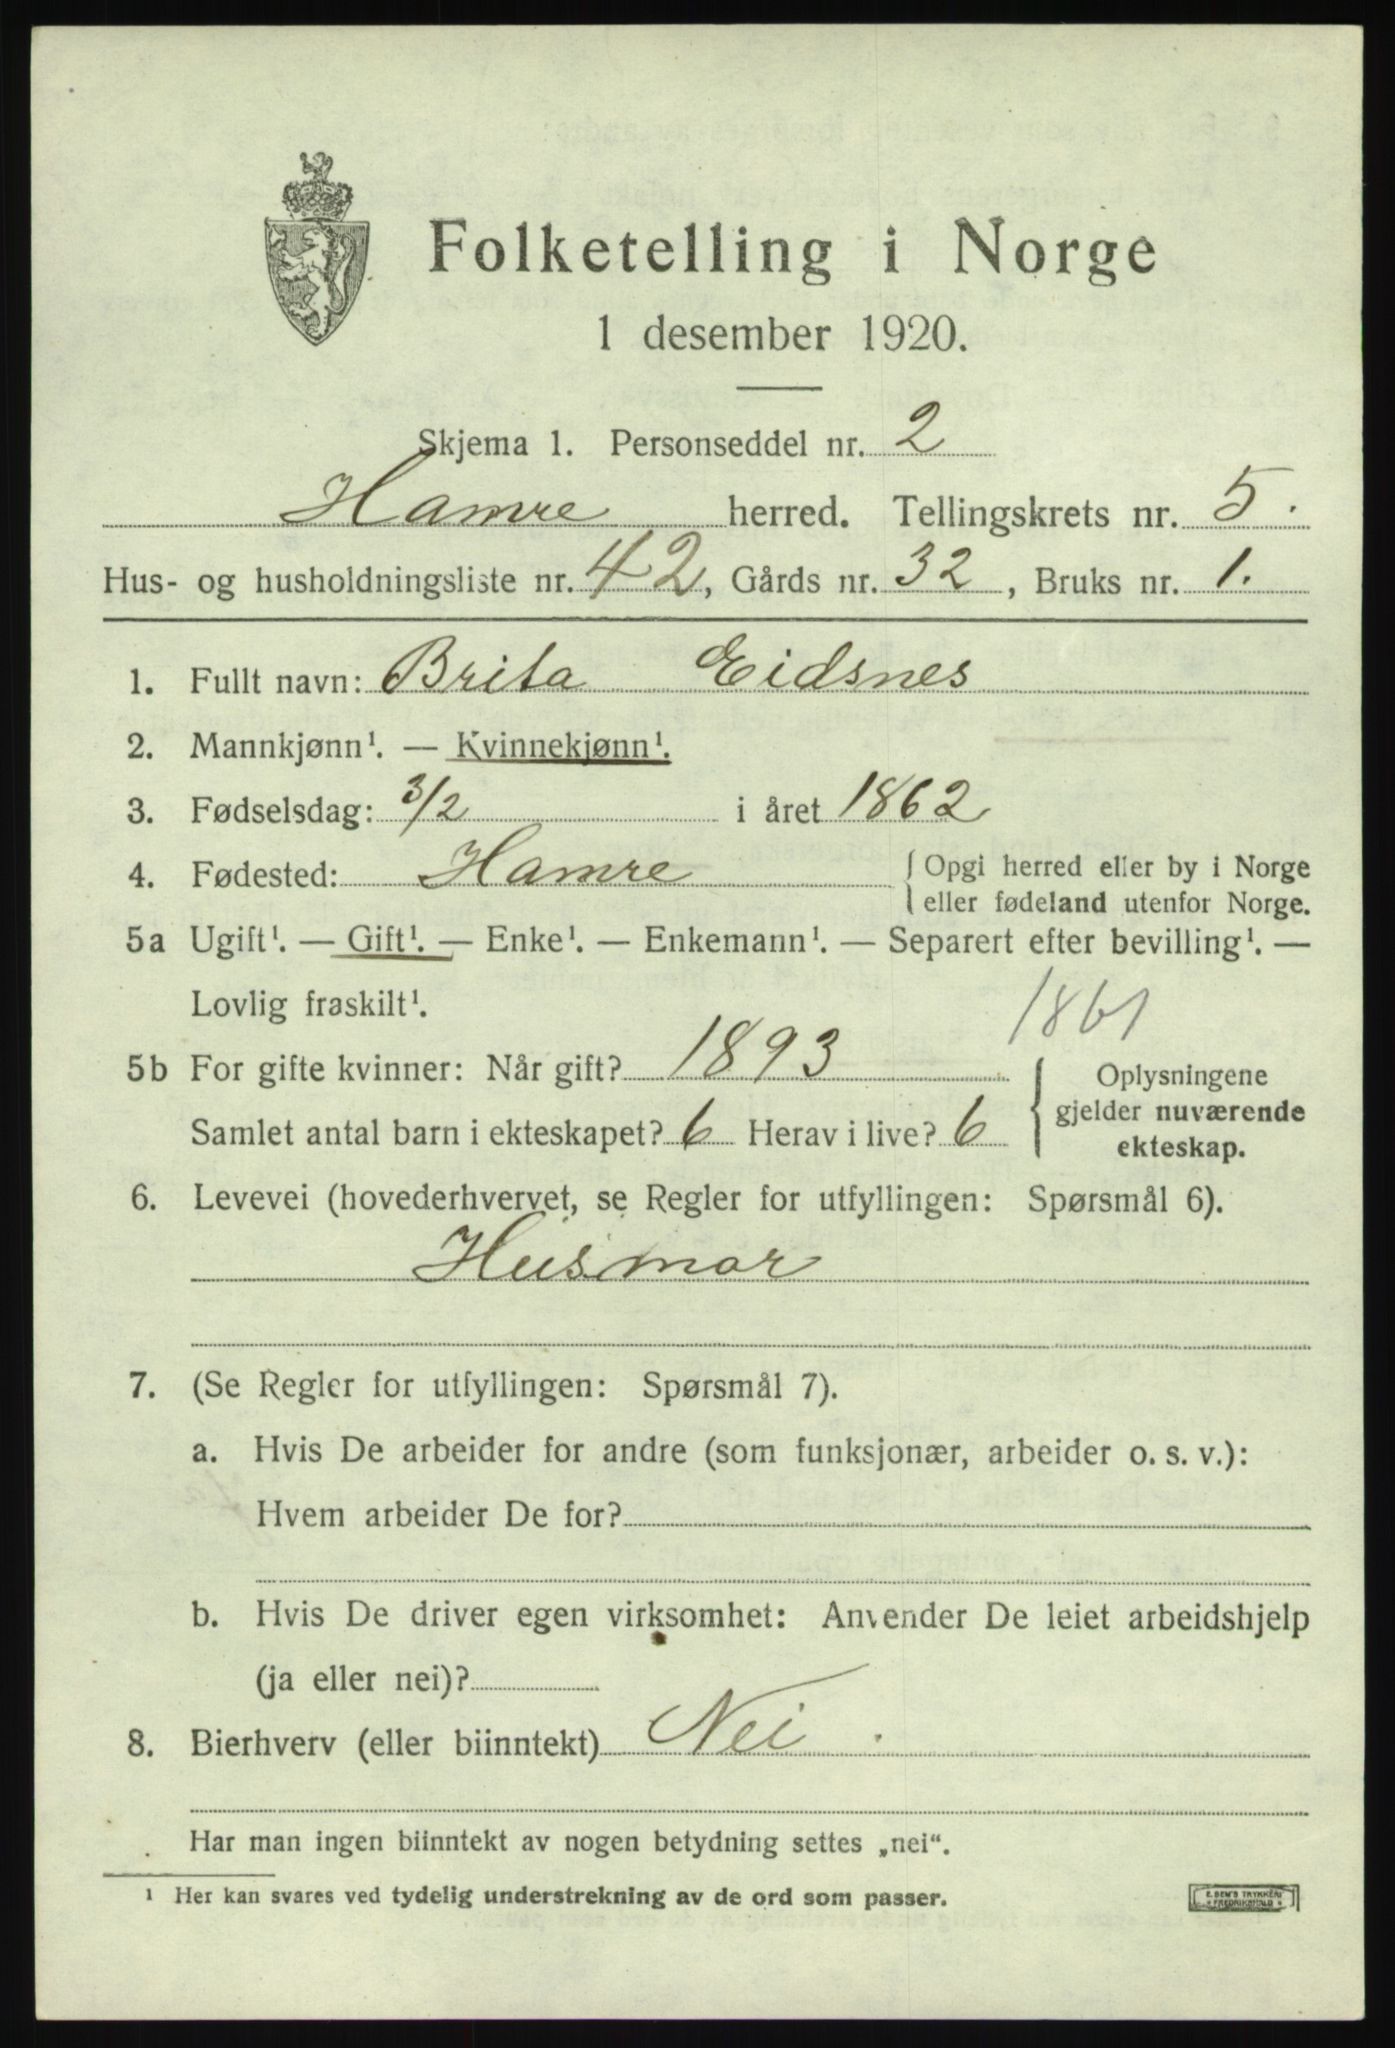 Folketelling i Norge
1 desember 1920.
Skjema 1. Personseddel nr. 2
Hamre herred. Tellingskrets nr. 5.
Hus- og husholdningsliste nr. 42, Gårds nr. 32, Bruks nr. 1.
1. Fullt navn: Brita Eidsnes
2. Mannkjønn¹. — Kvinnekjønn¹.
3. Fødselsdag: 3/2 i året 1862
4. Fødested: Hamre { Opgi herred eller by i Norge
eller fødeland utenfor Norge.
5a Ugift¹. — Gift¹. — Enke¹. — Enkemann¹. — Separert efter bevilling¹. —
Lovlig fraskilt¹.
1861
5b For gifte kvinner: Når gift? 1893
Samlet antal barn i ekteskapet? 6 Herav i live? 6
{ Oplysningene
gjelder nuværende
ekteskap.
6. Levevei (hovederhvervet, se Regler for utfyllingen: Spørsmål 6).
Husmor
7. (Se Regler for utfyllingen: Spørsmål 7).
a. Hvis De arbeider for andre (som funksjonær, arbeider o. s. v.):
Hvem arbeider De for?
b. Hvis De driver egen virksomhet: Anvender De leiet arbeidshjelp
(ja eller nei)?
8. Bierhverv (eller biinntekt) Nei.
Har man ingen biinntekt av nogen betydning settes „nei“.
¹ Her kan svares ved tydelig understrekning av de ord som passer.
E. SEM'S TRYKKERI
FREDRIKSHALD